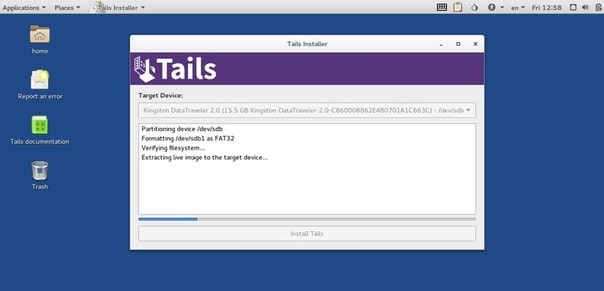 Applications Places Tails Installer en Fri 12:58
Tails Installer
home
Tails
Report an error
Target Device:
Kingston DataTraveler 2.0 (15.5 GB Kingston-DataTraveler-2.0-C860008862E4B0701A1C663C) - /dev/sdb
Tails documentation
Partitioning device /dev/sdb
Formatting /dev/sdb1 as FAT32
Verifying filesystem...
Extracting live image to the target device...
Trash
Install Tails